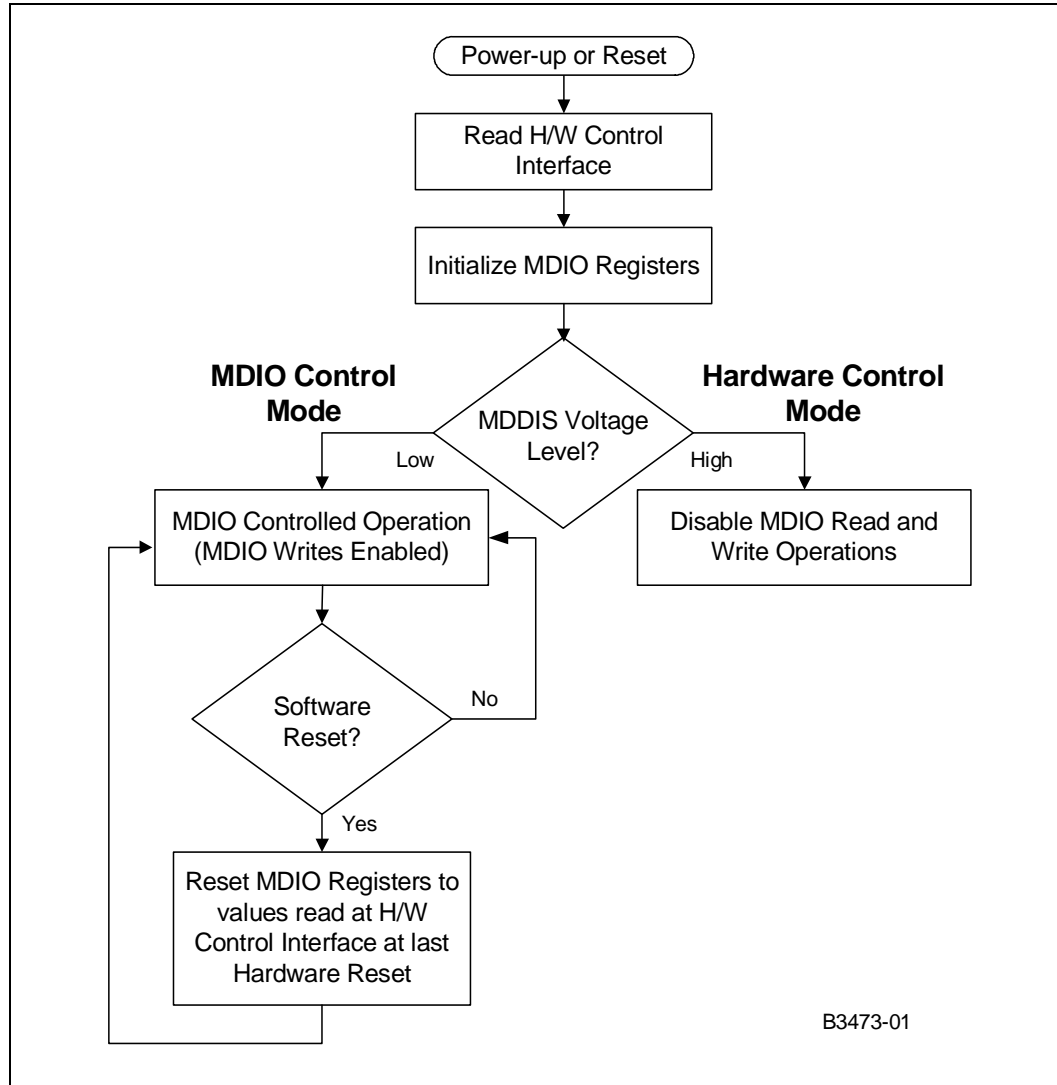 Power-up or Reset
Read H/W Control
Interface
Initialize MDIO Registers
MDIO Control
Mode
Hardware Control
Mode
MDDIS Voltage
Level?
Low
High
MDIO Controlled Operation
(MDIO Writes Enabled)
Disable MDIO Read and
Write Operations
Software
Reset?
No
Yes
Reset MDIO Registers to
values read at H/W
Control Interface at last
Hardware Reset
B3473-01